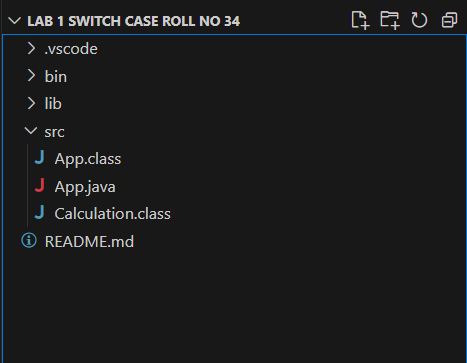 LAB 1 SWITCH CASE ROLL NO 34
.vscode
bin
lib
src
J App.class
J App.java
J Calculation.class
README.md